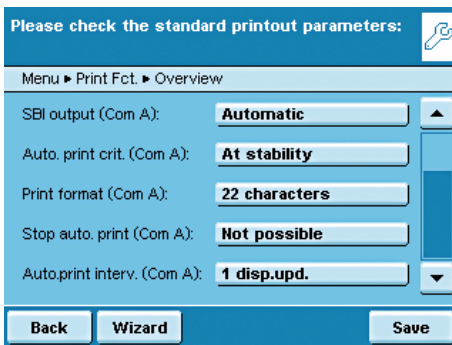 Please check the standard printout parameters:
Menu ▸ Print Fct. ▸ Overview
SBI output (Com A): Automatic
Auto. print crit. (Com A): At stability
Print format (Com A): 22 characters
Stop auto. print (Com A): Not possible
Auto.print interv. (Com A): 1 disp.upd.
Back Wizard Save